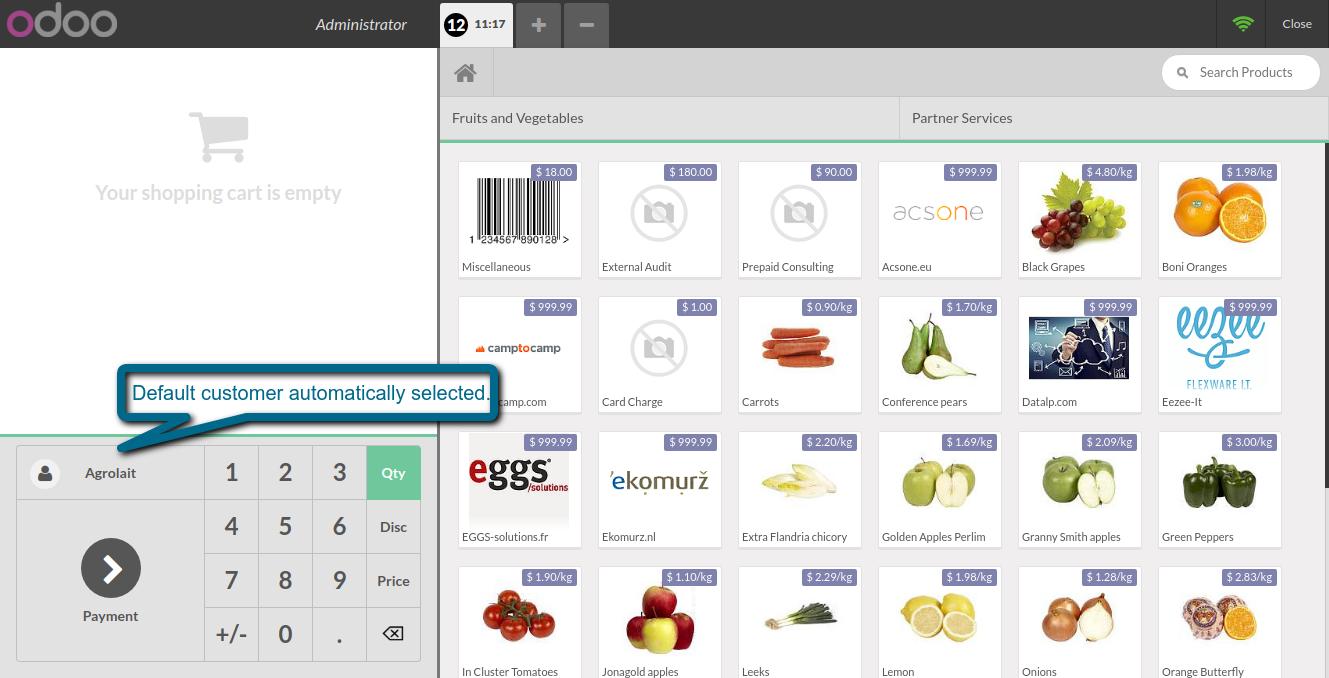 odoo
Administrator
12 11:17
+
−
Close
Search Products
Fruits and Vegetables
Partner Services
Your shopping cart is empty
$ 18.00
1 234567 890128 >
Miscellaneous
$ 180.00
External Audit
$ 90.00
Prepaid Consulting
$ 999.99
acsone
Acsone.eu
$ 4.80/kg
Black Grapes
$ 1.98/kg
Boni Oranges
$ 999.99
camptocamp
camp.com
$ 1.00
Card Charge
$ 0.90/kg
Carrots
$ 1.70/kg
Conference pears
$ 999.99
Datalp.com
$ 999.99
eezee
FLEXWARE I.T.
Eezee-It
Default customer automatically selected.
$ 999.99
eggs
/solutions
EGGS-solutions.fr
$ 999.99
'ekomurž
Ekomurz.nl
$ 2.20/kg
Extra Flandria chicory
$ 1.69/kg
Golden Apples Perlim
$ 2.09/kg
Granny Smith apples
$ 3.00/kg
Green Peppers
$ 1.90/kg
In Cluster Tomatoes
$ 1.10/kg
Jonagold apples
$ 2.29/kg
Leeks
$ 1.98/kg
Lemon
$ 1.28/kg
Onions
$ 2.83/kg
Orange Butterfly
Agrolait
1 2 3 Qty
4 5 6 Disc
7 8 9 Price
+/- 0 .
Payment